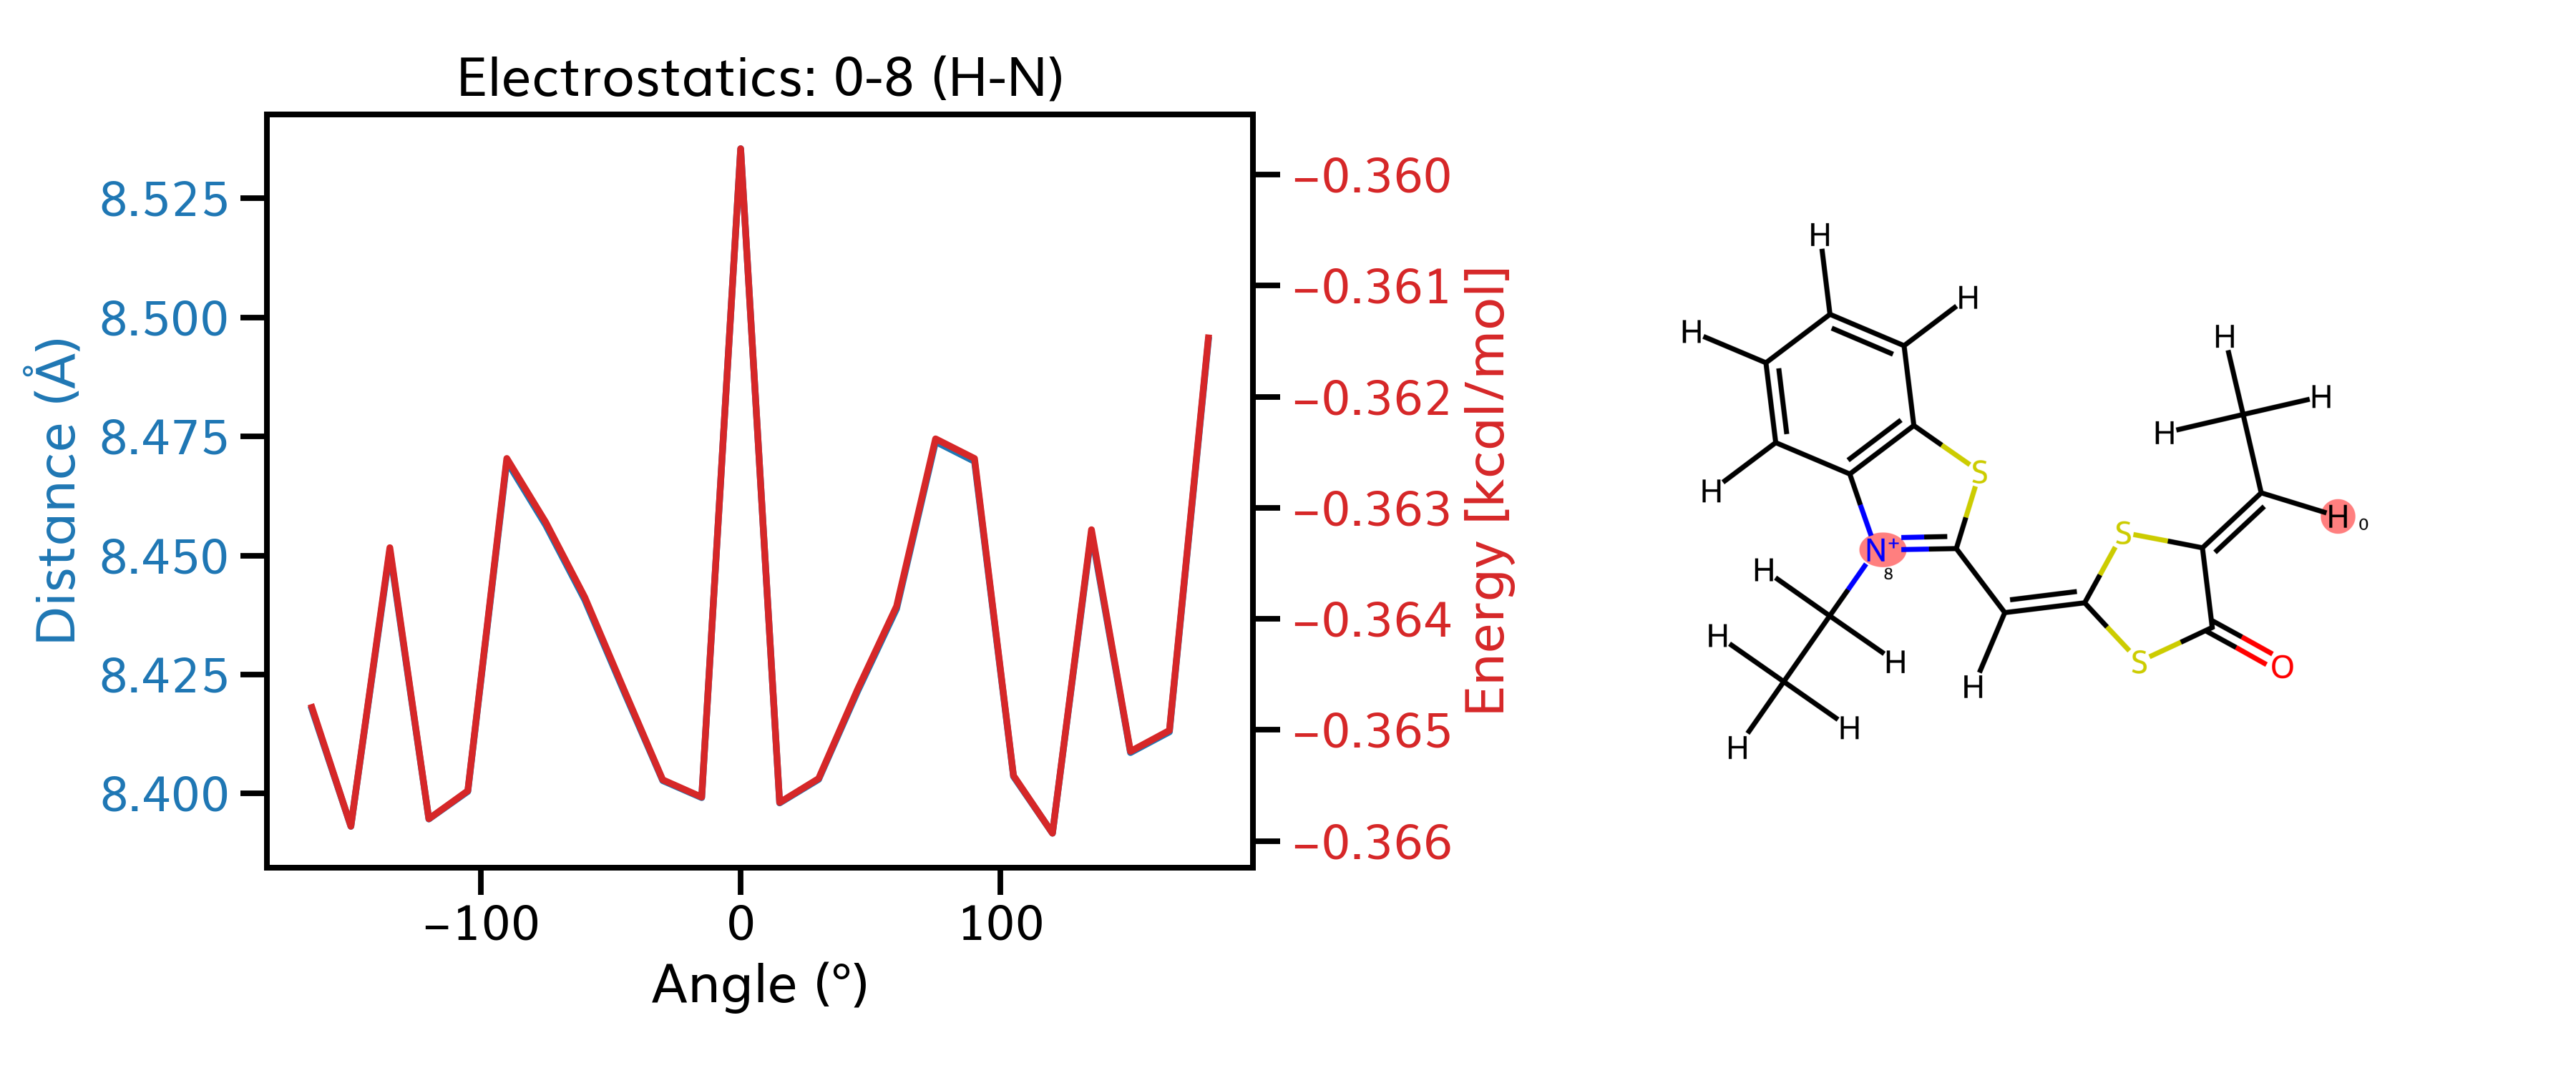 Electrostatics: 0-8 (H-N)
Distance (Å)
8.525
8.500
8.475
8.450
8.425
8.400
−100
0
100
Angle (°)
−0.360
−0.361
−0.362
−0.363
−0.364
−0.365
−0.366
Energy [kcal/mol]
H
H
H
H
H
H
H
S
H
S
H 0
N+
8
H
H
H
S
O
H
H
H